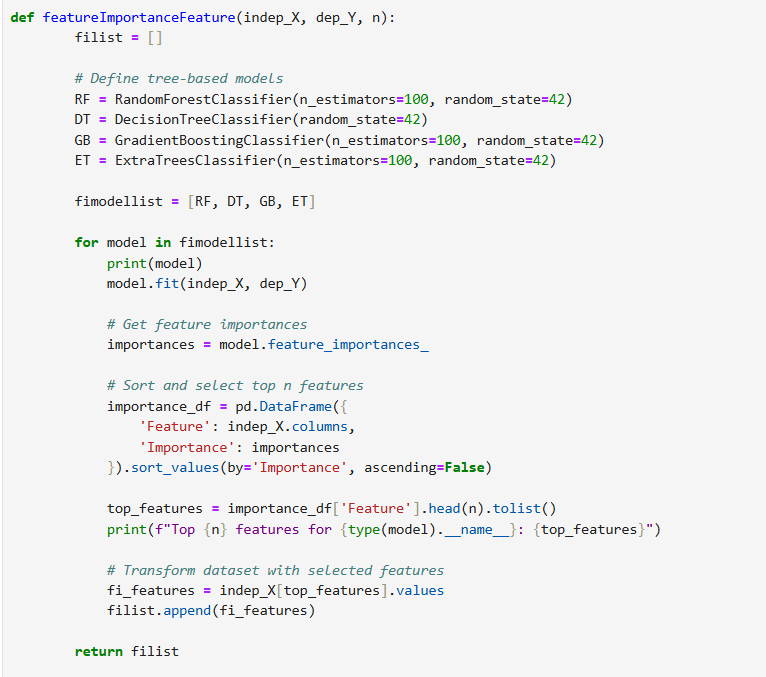 def featureImportanceFeature(indep_X, dep_Y, n):
        filist = []

        # Define tree-based models
        RF = RandomForestClassifier(n_estimators=100, random_state=42)
        DT = DecisionTreeClassifier(random_state=42)
        GB = GradientBoostingClassifier(n_estimators=100, random_state=42)
        ET = ExtraTreesClassifier(n_estimators=100, random_state=42)

        fimodellist = [RF, DT, GB, ET]

        for model in fimodellist:
            print(model)
            model.fit(indep_X, dep_Y)

            # Get feature importances
            importances = model.feature_importances_

            # Sort and select top n features
            importance_df = pd.DataFrame({
                'Feature': indep_X.columns,
                'Importance': importances
            }).sort_values(by='Importance', ascending=False)

            top_features = importance_df['Feature'].head(n).tolist()
            print(f"Top {n} features for {type(model).__name__}: {top_features}")

            # Transform dataset with selected features
            fi_features = indep_X[top_features].values
            filist.append(fi_features)

        return filist